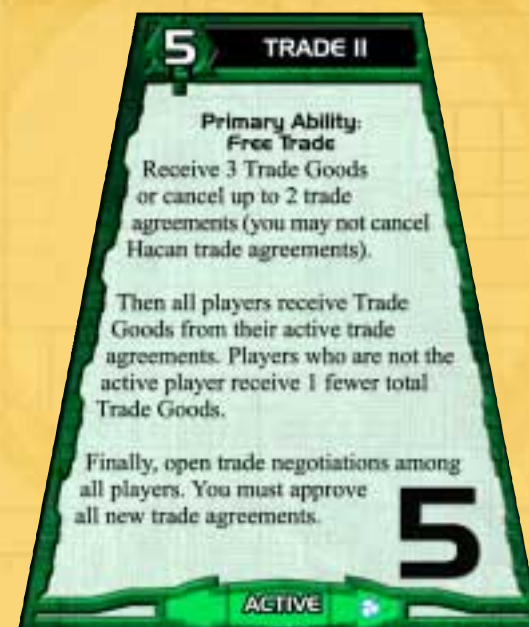 5
TRADE II
Primary Ability:
Free Trade
Receive 3 Trade Goods
or cancel up to 2 trade
agreements (you may not cancel
Hacan trade agreements).
Then all players receive Trade
Goods from their active trade
agreements. Players who are not the
active player receive 1 fewer total
Trade Goods.
Finally, open trade negotiations among
all players. You must approve
all new trade agreements.
5
ACTIVE